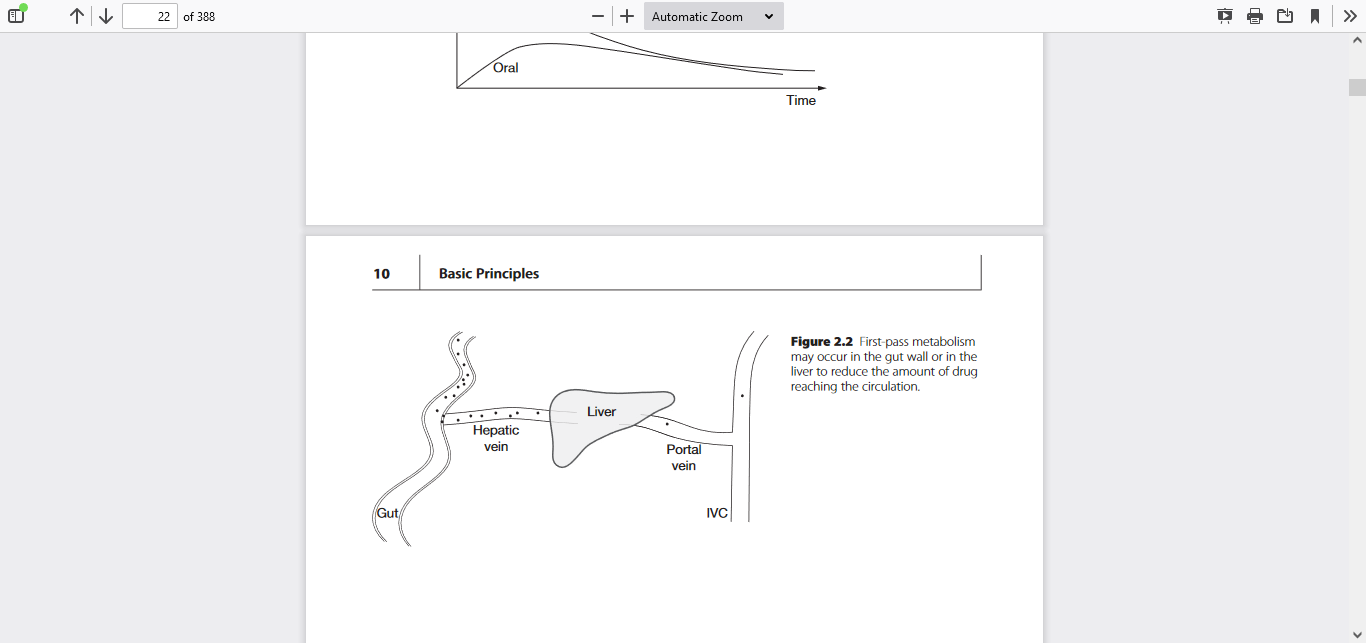 22 of 388
Automatic Zoom
Oral
Time
10 Basic Principles
Figure 2.2 First-pass metabolism
may occur in the gut wall or in the
liver to reduce the amount of drug
reaching the circulation.
Liver
Hepatic
vein
Portal
vein
Gut
IVC